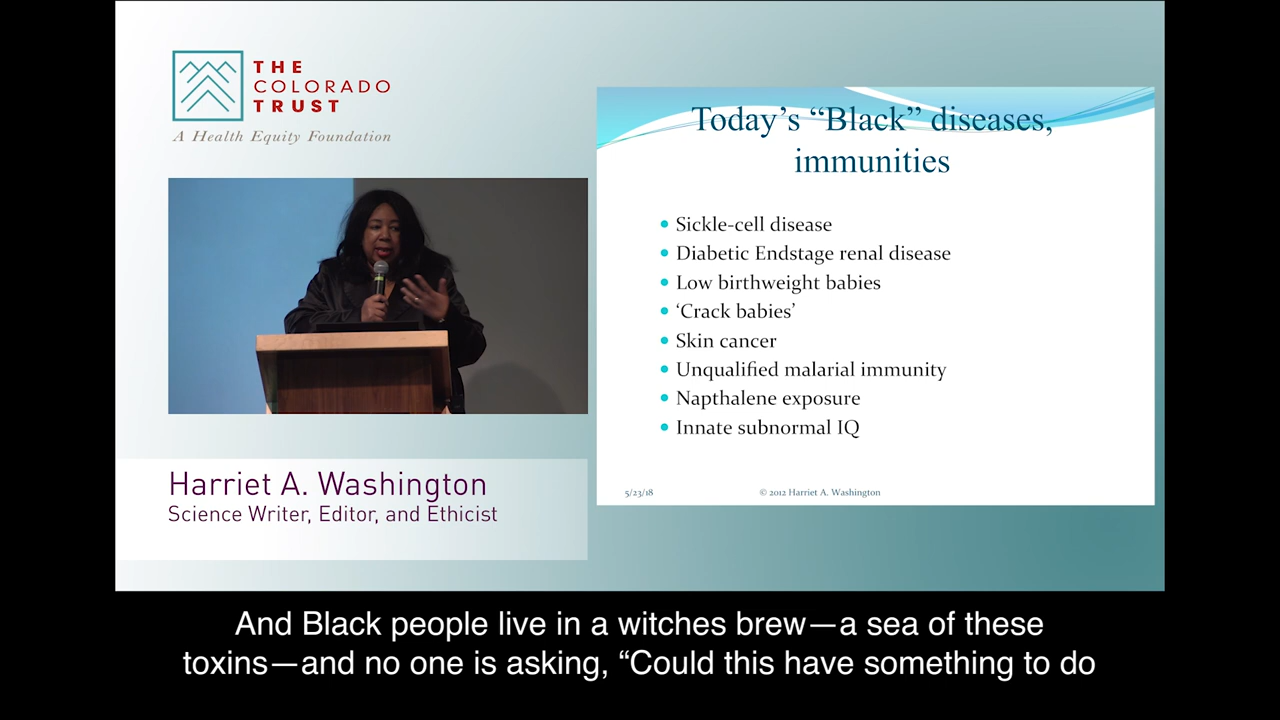 THE
COLORADO
TRUST
A Health Equity Foundation
Today's “Black” diseases,
immunities
Sickle-cell disease
Diabetic Endstage renal disease
Low birthweight babies
‘Crack babies’
Skin cancer
Unqualified malarial immunity
Napthalene exposure
Innate subnormal IQ
5/23/18
© 2012 Harriet A. Washington
Harriet A. Washington
Science Writer, Editor, and Ethicist
And Black people live in a witches brew—a sea of these
toxins—and no one is asking, “Could this have something to do